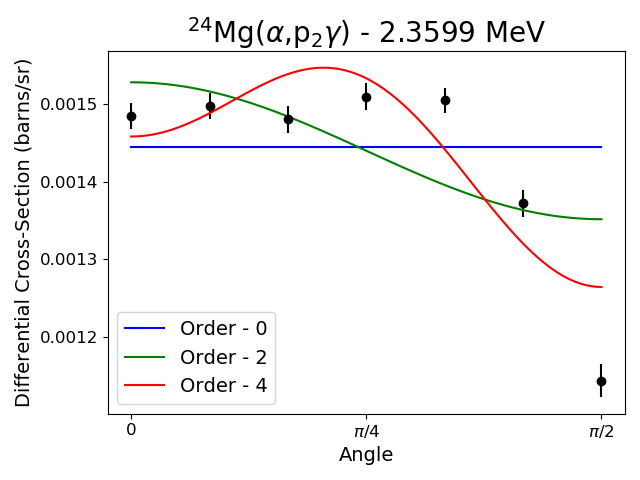 ²⁴Mg(α,p₂γ) - 2.3599 MeV
Differential Cross-Section (barns/sr)
0.0015
0.0014
0.0013
0.0012
Order - 0
Order - 2
Order - 4
0 π/4 π/2
Angle